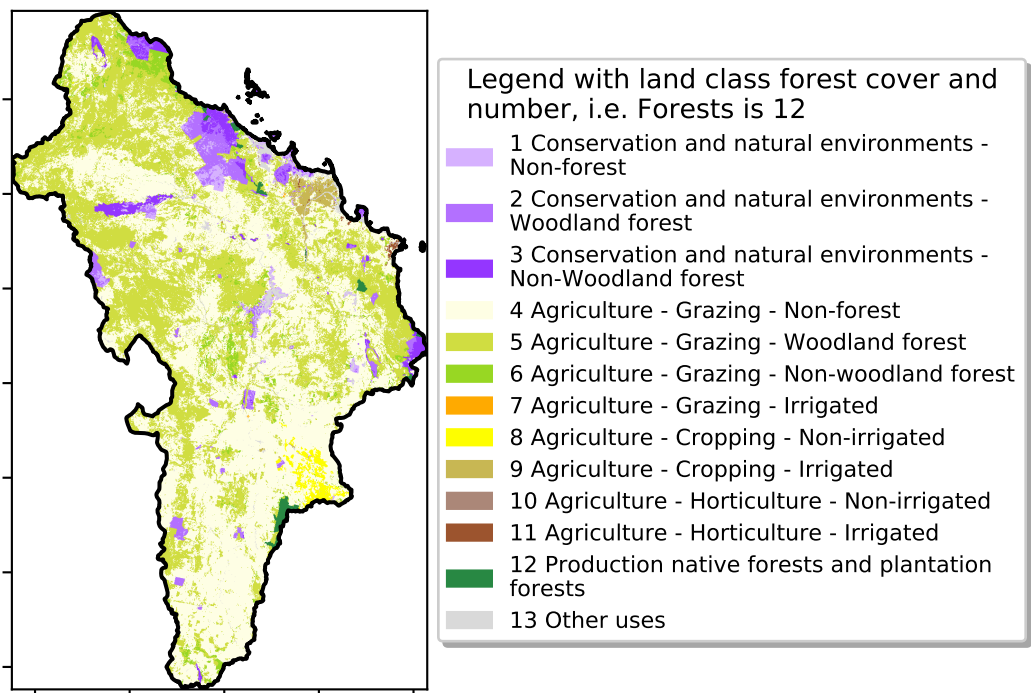 Legend with land class forest cover and
number, i.e. Forests is 12
1 Conservation and natural environments -
Non-forest
2 Conservation and natural environments -
Woodland forest
3 Conservation and natural environments -
Non-Woodland forest
4 Agriculture - Grazing - Non-forest
5 Agriculture - Grazing - Woodland forest
6 Agriculture - Grazing - Non-woodland forest
7 Agriculture - Grazing - Irrigated
8 Agriculture - Cropping - Non-irrigated
9 Agriculture - Cropping - Irrigated
10 Agriculture - Horticulture - Non-irrigated
11 Agriculture - Horticulture - Irrigated
12 Production native forests and plantation
forests
13 Other uses